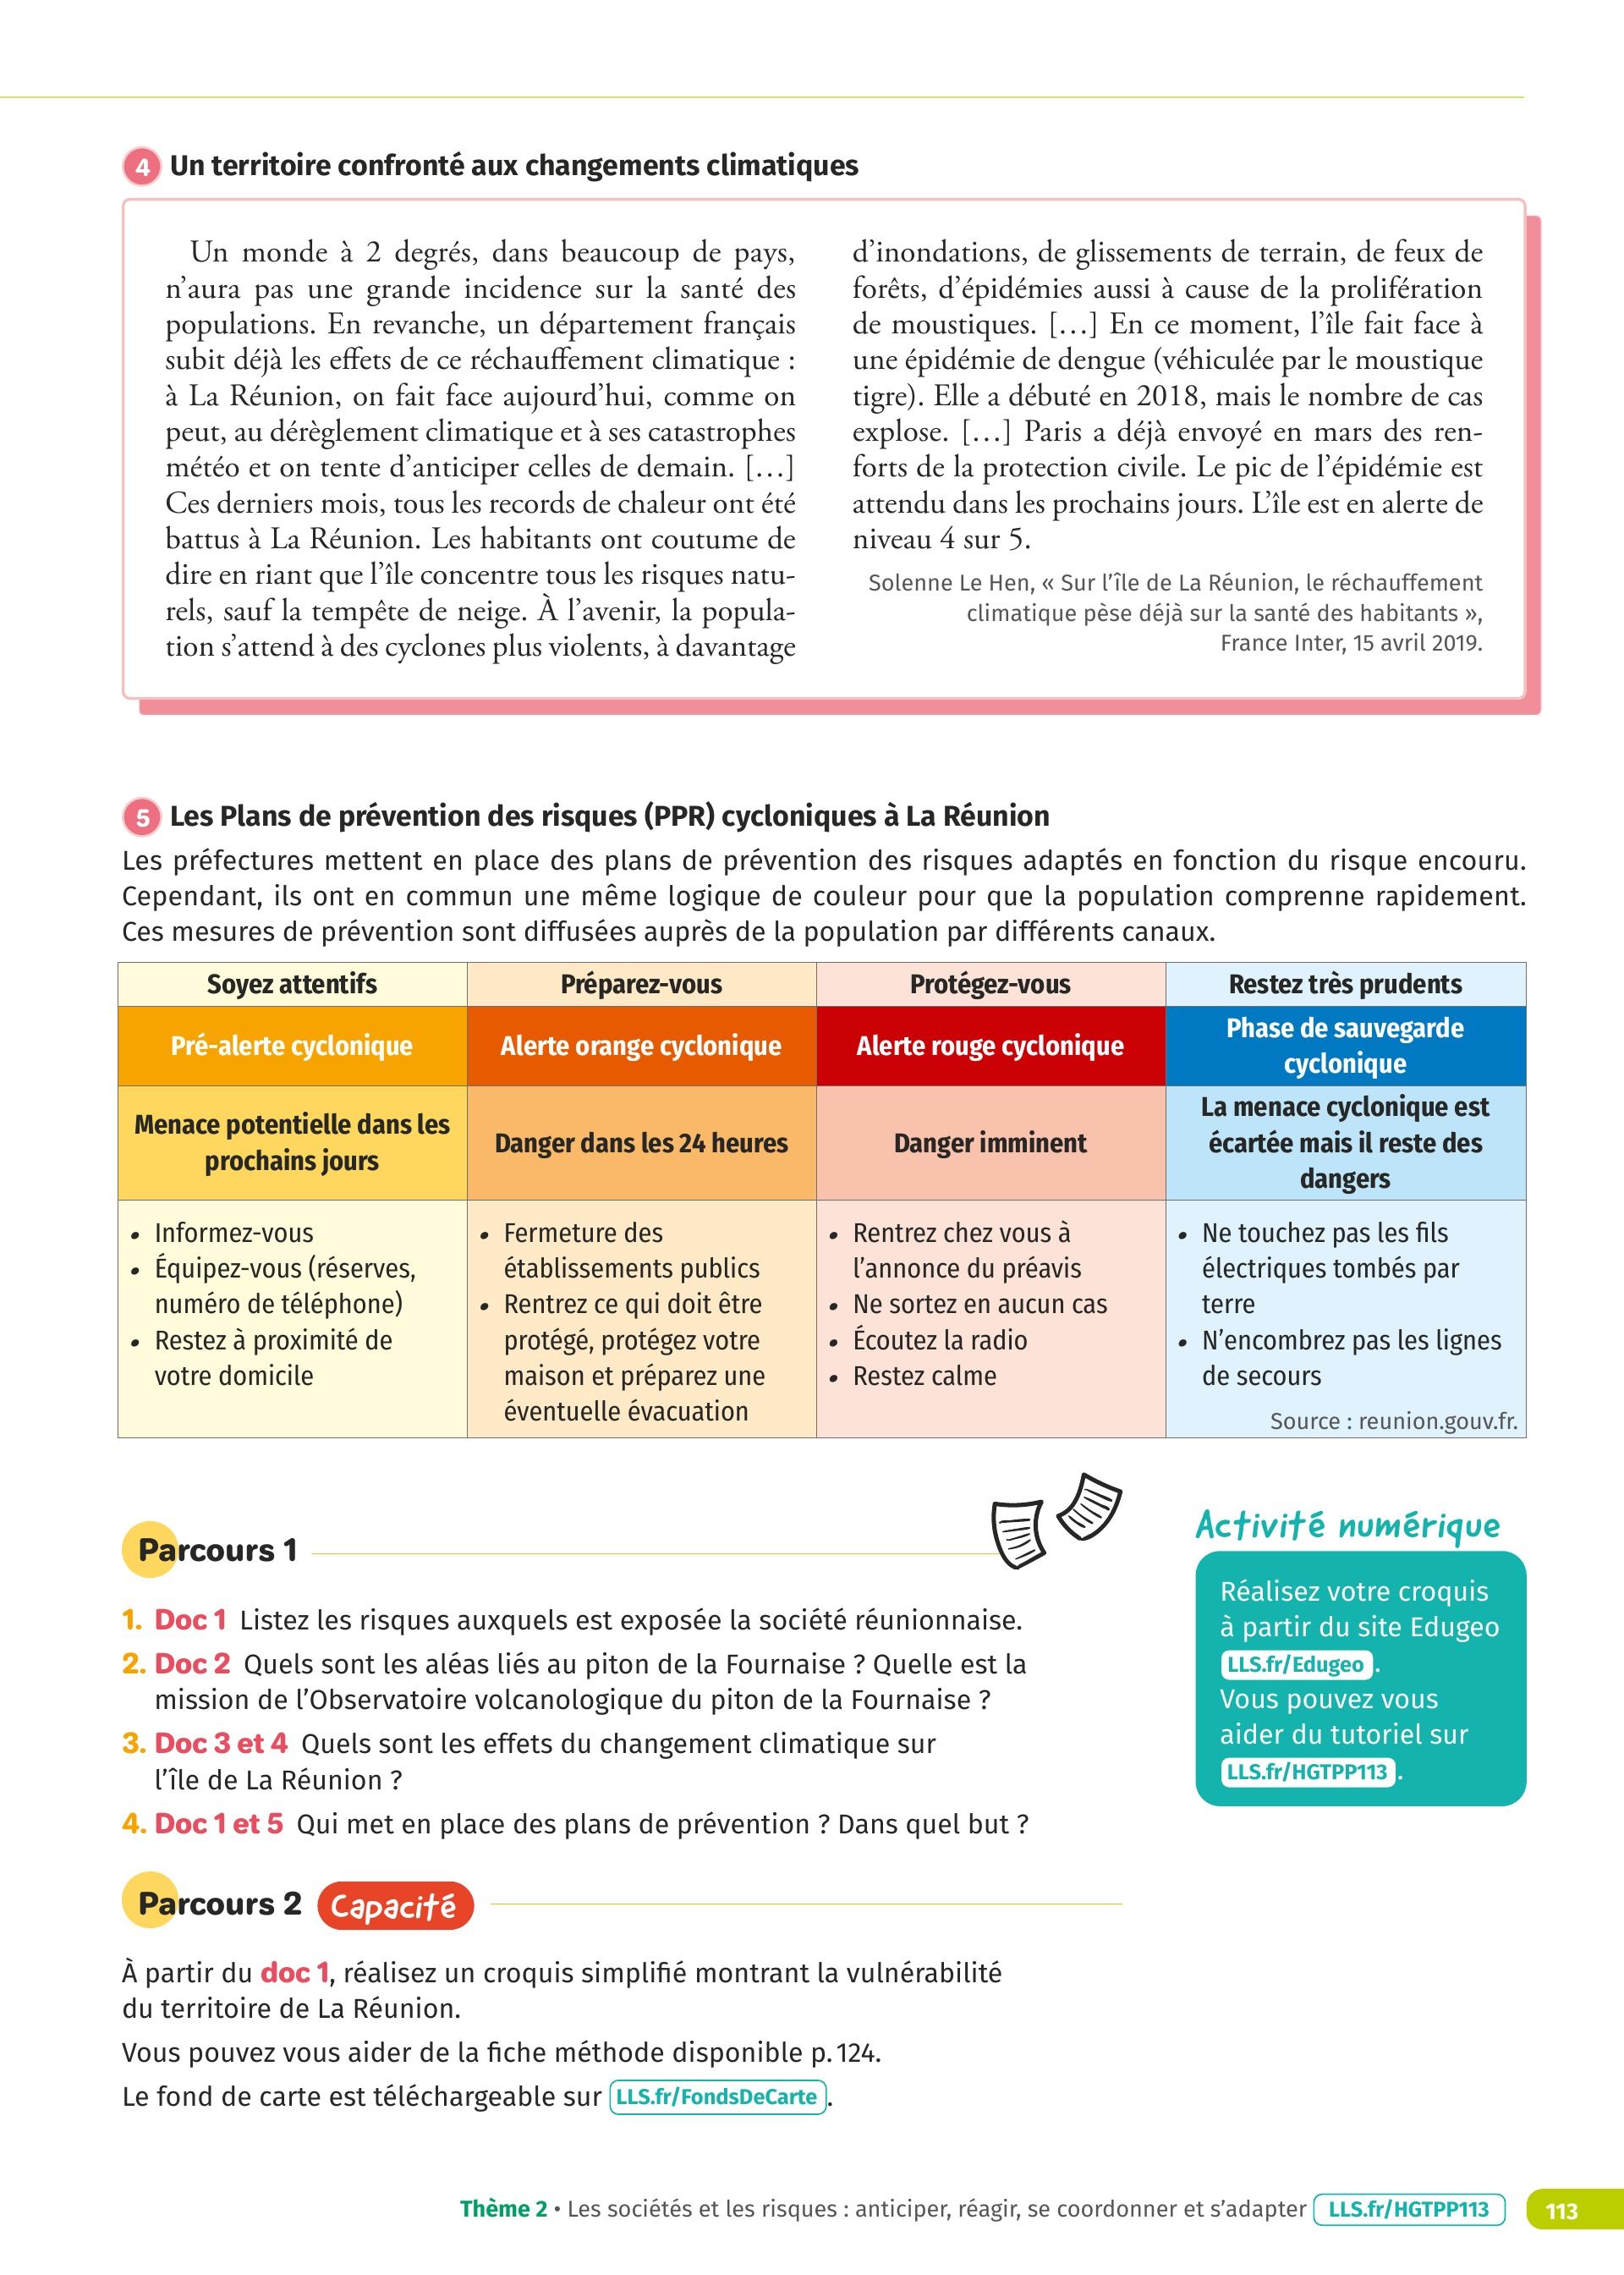 4 Un territoire confronté aux changements climatiques
Un monde à 2 degrés, dans beaucoup de pays,
n’aura pas une grande incidence sur la santé des
populations. En revanche, un département français
subit déjà les effets de ce réchauffement climatique :
à La Réunion, on fait face aujourd’hui, comme on
peut, au dérèglement climatique et à ses catastrophes
météo et on tente d’anticiper celles de demain. […]
Ces derniers mois, tous les records de chaleur ont été
battus à La Réunion. Les habitants ont coutume de
dire en riant que l’île concentre tous les risques natu-
rels, sauf la tempête de neige. À l’avenir, la popula-
tion s’attend à des cyclones plus violents, à davantage
d’inondations, de glissements de terrain, de feux de
forêts, d’épidémies aussi à cause de la prolifération
de moustiques. […] En ce moment, l’île fait face à
une épidémie de dengue (véhiculée par le moustique
tigre). Elle a débuté en 2018, mais le nombre de cas
explose. […] Paris a déjà envoyé en mars des ren-
forts de la protection civile. Le pic de l’épidémie est
attendu dans les prochains jours. L’île est en alerte de
niveau 4 sur 5.
Solenne Le Hen, « Sur l’île de La Réunion, le réchauffement
climatique pèse déjà sur la santé des habitants »,
France Inter, 15 avril 2019.
5 Les Plans de prévention des risques (PPR) cycloniques à La Réunion
Les préfectures mettent en place des plans de prévention des risques adaptés en fonction du risque encouru.
Cependant, ils ont en commun une même logique de couleur pour que la population comprenne rapidement.
Ces mesures de prévention sont diffusées auprès de la population par différents canaux.
Soyez attentifs
Préparez-vous
Protégez-vous
Restez très prudents
Pré-alerte cyclonique
Alerte orange cyclonique
Alerte rouge cyclonique
Phase de sauvegarde
cyclonique
Menace potentielle dans les
prochains jours
Danger dans les 24 heures
Danger imminent
La menace cyclonique est
écartée mais il reste des
dangers
• Informez-vous
• Équipez-vous (réserves,
numéro de téléphone)
• Restez à proximité de
votre domicile
• Fermeture des
établissements publics
• Rentrez ce qui doit être
protégé, protégez votre
maison et préparez une
éventuelle évacuation
• Rentrez chez vous à
l’annonce du préavis
• Ne sortez en aucun cas
• Écoutez la radio
• Restez calme
• Ne touchez pas les fils
électriques tombés par
terre
• N’encombrez pas les lignes
de secours
Source : reunion.gouv.fr.
Parcours 1
1. Doc 1 Listez les risques auxquels est exposée la société réunionnaise.
2. Doc 2 Quels sont les aléas liés au piton de la Fournaise ? Quelle est la
mission de l’Observatoire volcanologique du piton de la Fournaise ?
3. Doc 3 et 4 Quels sont les effets du changement climatique sur
l’île de La Réunion ?
4. Doc 1 et 5 Qui met en place des plans de prévention ? Dans quel but ?
Activité numérique
Réalisez votre croquis
à partir du site Edugeo
LLS.fr/Edugeo .
Vous pouvez vous
aider du tutoriel sur
LLS.fr/HGTPP113 .
Parcours 2 Capacité
À partir du doc 1, réalisez un croquis simplifié montrant la vulnérabilité
du territoire de La Réunion.
Vous pouvez vous aider de la fiche méthode disponible p. 124.
Le fond de carte est téléchargeable sur LLS.fr/FondsDeCarte .
Thème 2 • Les sociétés et les risques : anticiper, réagir, se coordonner et s’adapter LLS.fr/HGTPP113 113